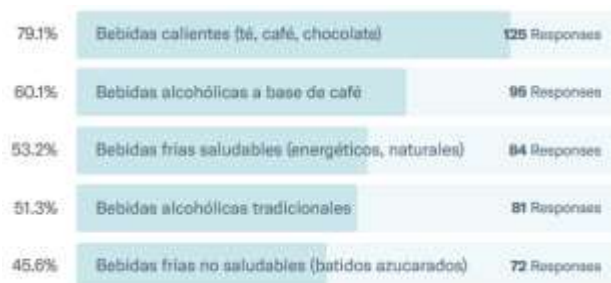 79.1% Bebidas calientes (té, café, chocolate) 125 Responses
60.1% Bebidas alcohólicas a base de café 95 Responses
53.2% Bebidas frias saludables (energéticos, naturales) 84 Responses
51.3% Bebidas alcohólicas tradicionales 81 Responses
45.6% Bebidas frias no saludables (batidos azucarados) 72 Responses